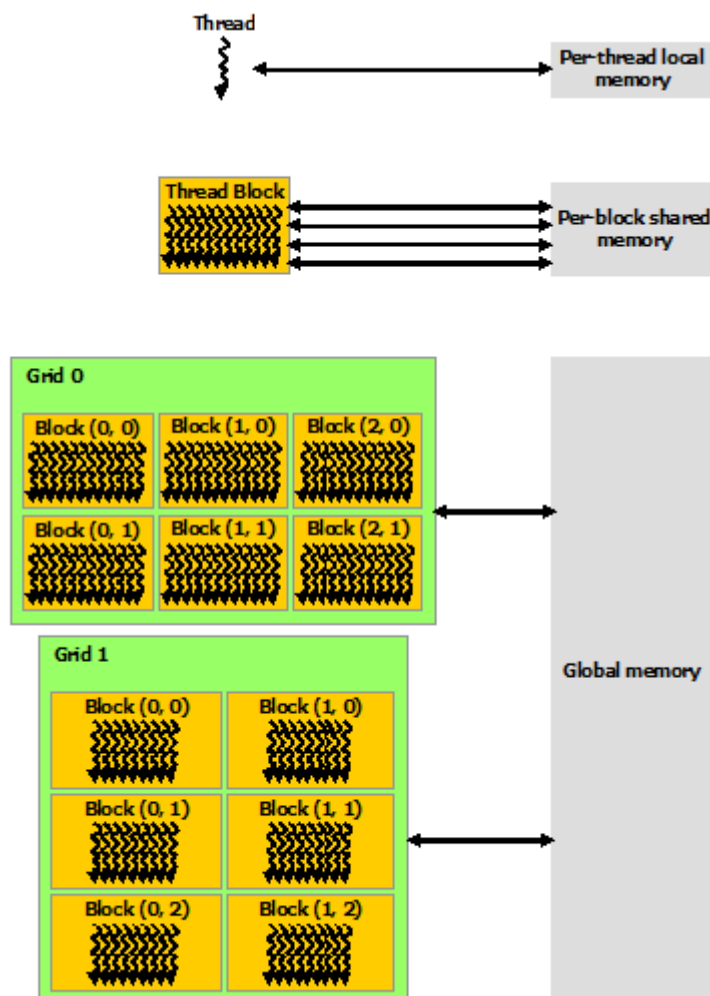 Thread
Per-thread local
memory
Thread Block
Per-block shared
memory
Grid 0
Block (0, 0)
Block (1, 0)
Block (2, 0)
Block (0, 1)
Block (1, 1)
Block (2, 1)
Grid 1
Global memory
Block (0, 0)
Block (1, 0)
Block (0, 1)
Block (1, 1)
Block (0, 2)
Block (1, 2)